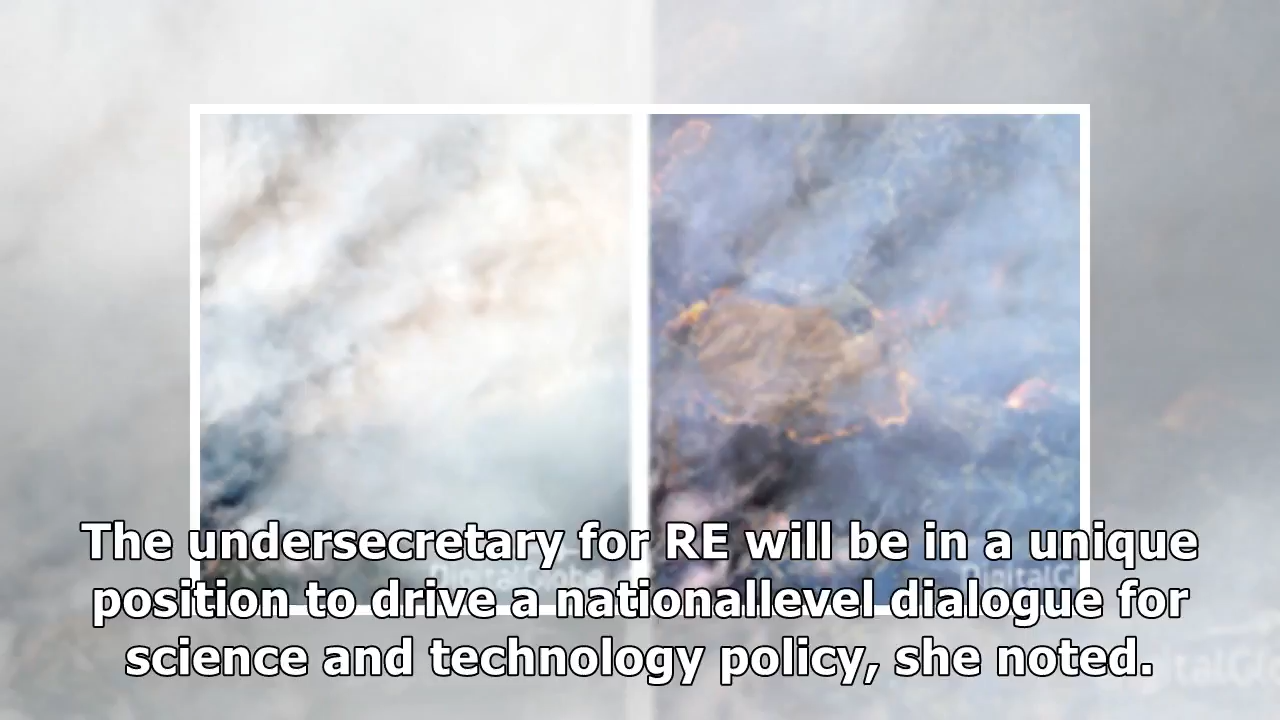 The undersecretary for RE will be in a unique
position to drive a nationallevel dialogue for
science and technology policy, she noted.
DigitalGlobe